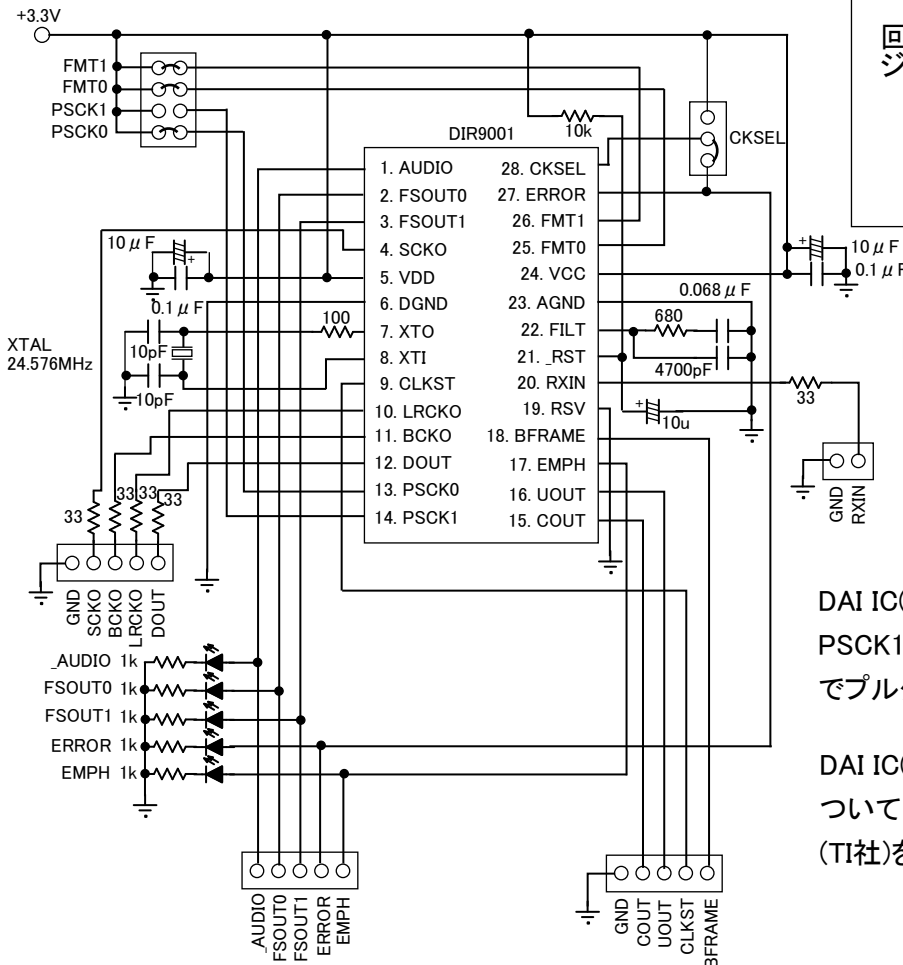 +3.3V
FMT1
FMT0
PSCK1
PSCK0
10k
CKSEL
回
ジ
DIR9001
1. AUDIO
2. FSOUT0
3. FSOUT1
4. SCKO
5. VDD
6. DGND
7. XTO
8. XTI
9. CLKST
10. LRCKO
11. BCKO
12. DOUT
13. PSCK0
14. PSCK1
28. CKSEL
27. ERROR
26. FMT1
25. FMT0
24. VCC
23. AGND
22. FILT
21. _RST
20. RXIN
19. RSV
18. BFRAME
17. EMPH
16. UOUT
15. COUT
10μF
+
0.1μF
100
XTAL
24.576MHz
10pF
10pF
+
10μF
0.1μF
0.068μF
680
4700pF
+
10u
33
GND
RXIN
33
33
33
33
GND
SCKO
BCKO
LRCKO
DOUT
_AUDIO 1k
FSOUT0 1k
FSOUT1 1k
ERROR 1k
EMPH 1k
_AUDIO
FSOUT0
FSOUT1
ERROR
EMPH
GND
COUT
UOUT
CLKST
BFRAME
DAI IC
PSCK1
でプル
DAI IC
ついて
(TI社)を